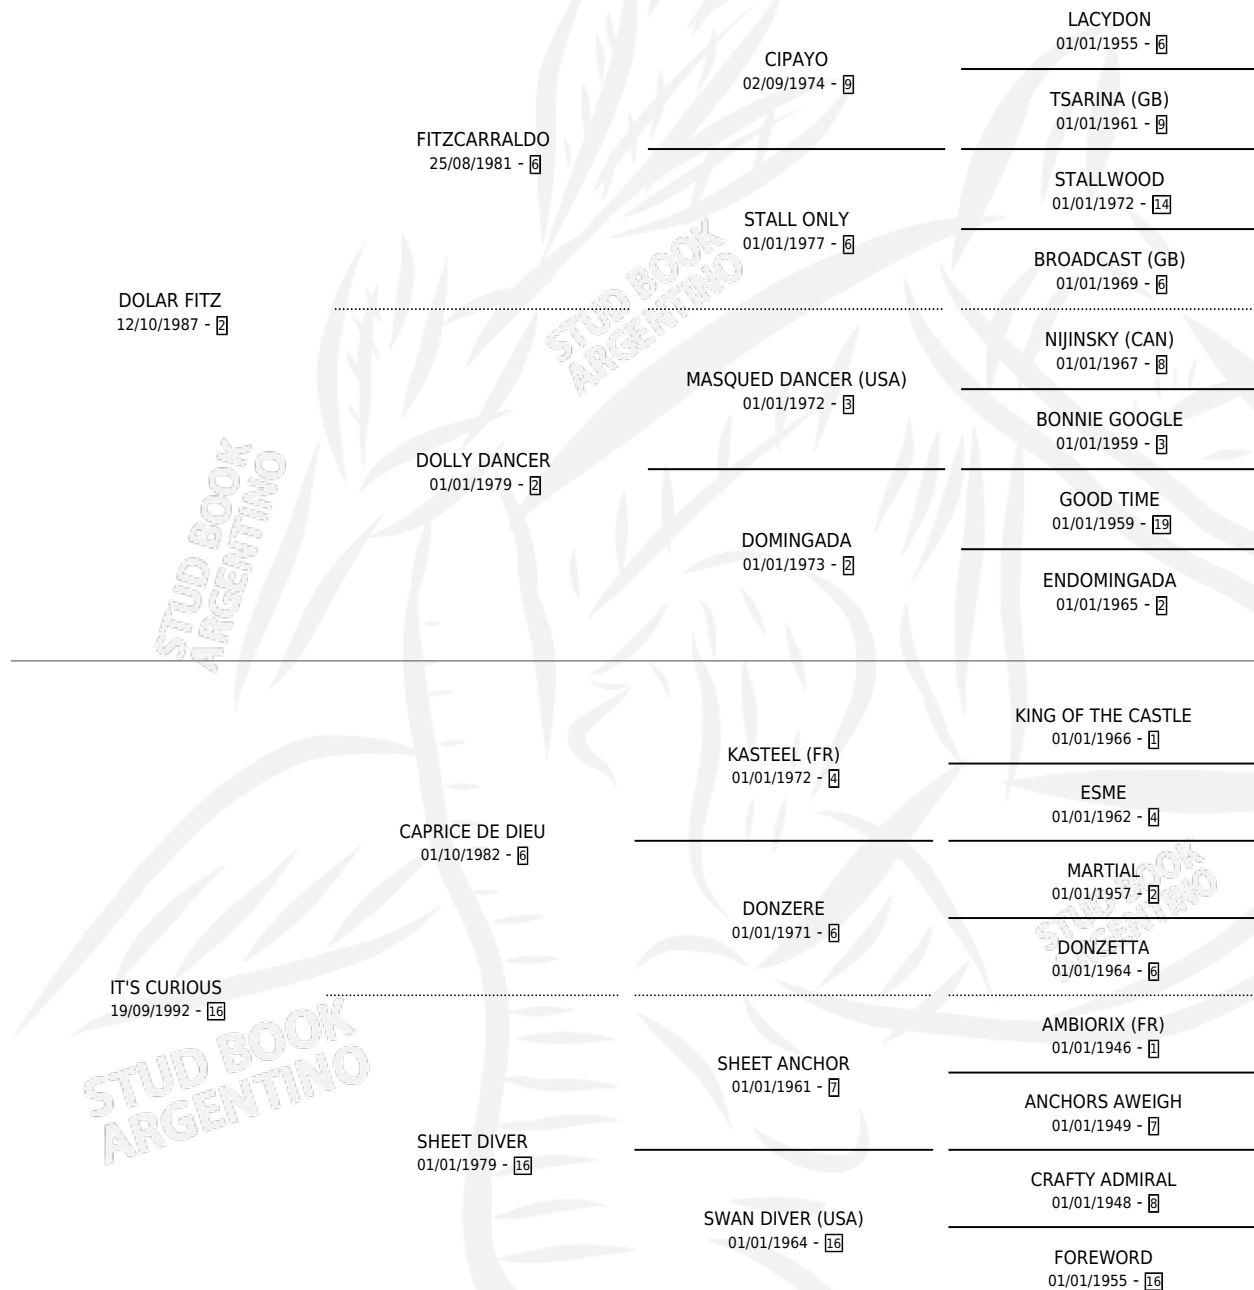 LACYDON
01/01/1955 - 6
CIPAYO
02/09/1974 - 9
TSARINA (GB)
01/01/1961 - 9
FITZCARRALDO
25/08/1981 - 6
STALLWOOD
01/01/1972 - 14
STALL ONLY
01/01/1977 - 6
BROADCAST (GB)
01/01/1969 - 6
DOLAR FITZ
12/10/1987 - 2
STUD BOOK
ARGENTINO
NIJINSKY (CAN)
01/01/1967 - 8
MASQUED DANCER (USA)
01/01/1972 - 3
BONNIE GOOGLE
01/01/1959 - 3
DOLLY DANCER
01/01/1979 - 2
GOOD TIME
01/01/1959 - 19
DOMINGADA
01/01/1973 - 2
ENDOMINGADA
01/01/1965 - 2
STUD BOOK
ARGENTINO
KING OF THE CASTLE
01/01/1966 - 1
KASTEEL (FR)
01/01/1972 - 4
ESME
01/01/1962 - 4
CAPRICE DE DIEU
01/10/1982 - 6
MARTIAL
01/01/1957 - 2
DONZERE
01/01/1971 - 6
DONZETTA
01/01/1964 - 6
STUD BOOK
ARGENTINO
IT'S CURIOUS
19/09/1992 - 16
AMBIORIX (FR)
01/01/1946 - 1
SHEET ANCHOR
01/01/1961 - 7
ANCHORS AWEIGH
01/01/1949 - 7
STUD BOOK
ARGENTINO
SHEET DIVER
01/01/1979 - 16
CRAFTY ADMIRAL
01/01/1948 - 8
SWAN DIVER (USA)
01/01/1964 - 16
FOREWORD
01/01/1955 - 16